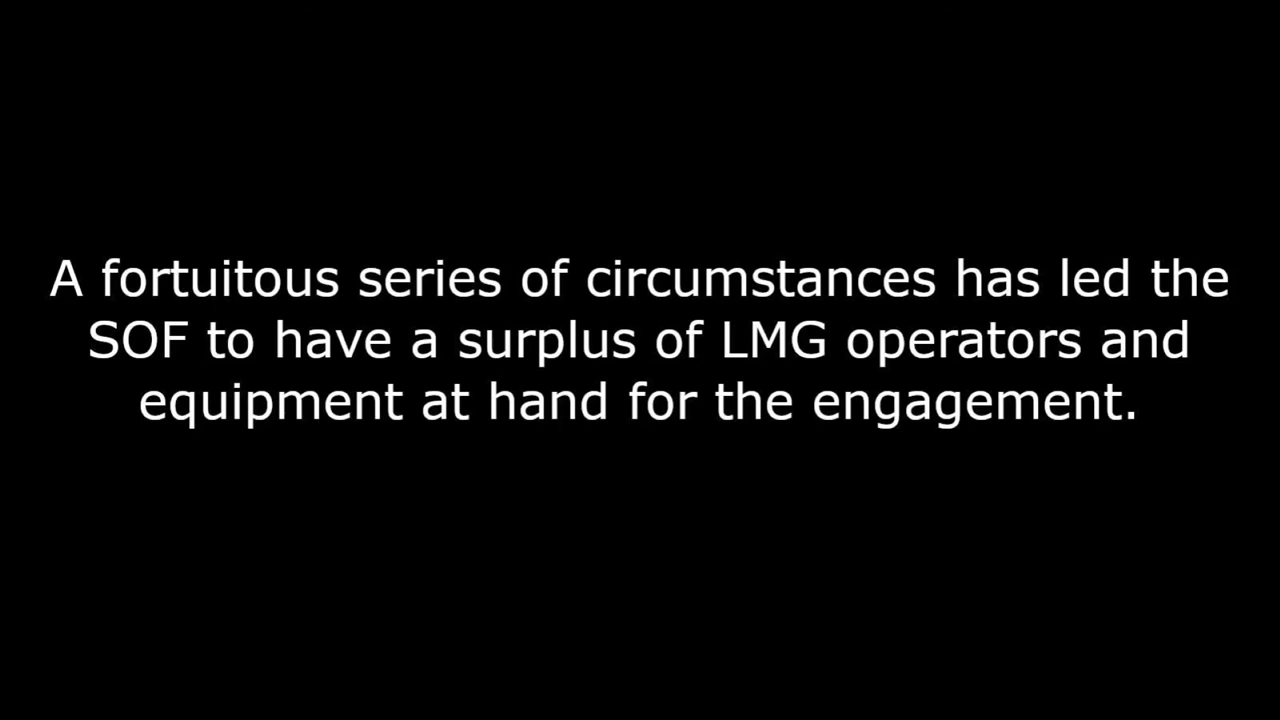 A fortuitous series of circumstances has led the
SOF to have a surplus of LMG operators and
equipment at hand for the engagement.